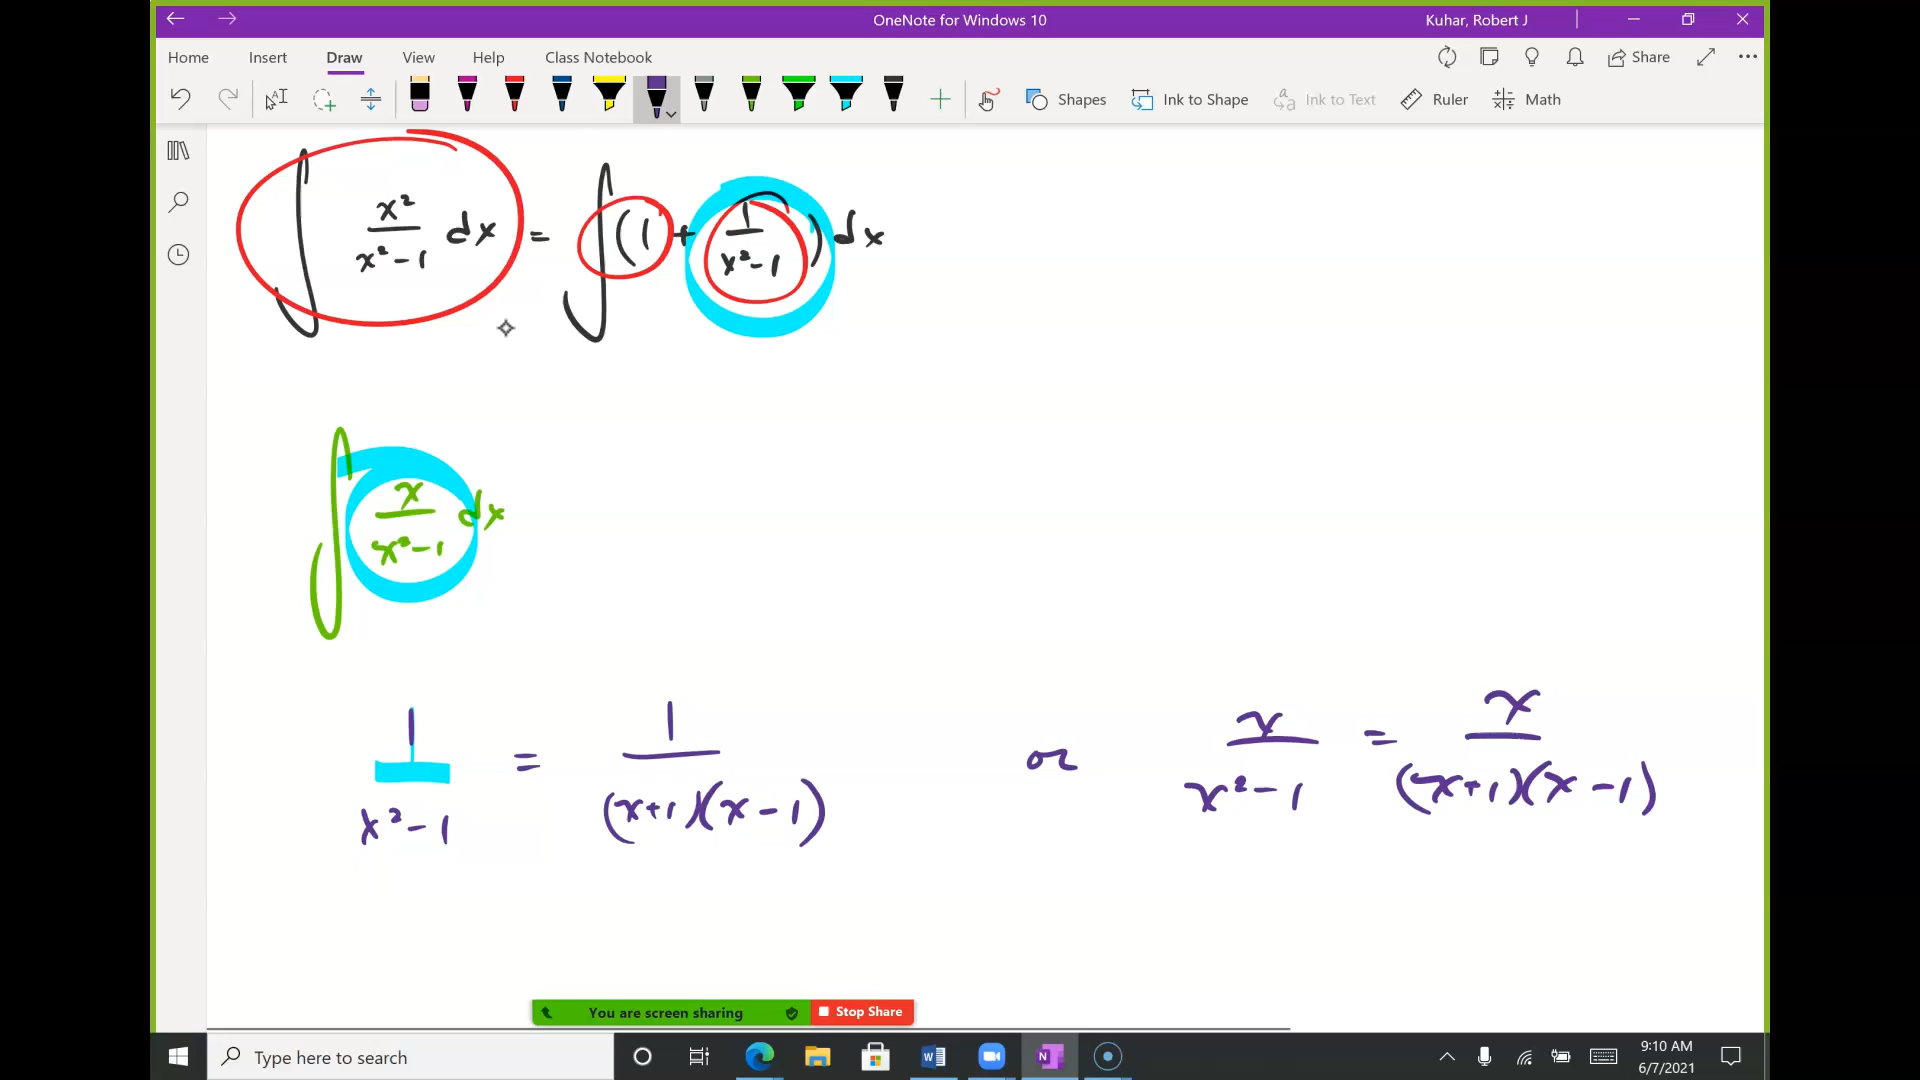 OneNote for Windows 10
Kuhar, Robert J
Home Insert Draw View Help Class Notebook
Share
Shapes Ink to Shape Ink to Text Ruler Math
∫ x²/(x²-1) dx = ∫ (1 + 1/(x²-1)) dx
∫ x/(x²-1) dx
1/(x²-1) = 1/((x+1)(x-1)) or x/(x²-1) = x/((x+1)(x-1))
You are screen sharing Stop Share
Type here to search
9:10 AM
6/7/2021